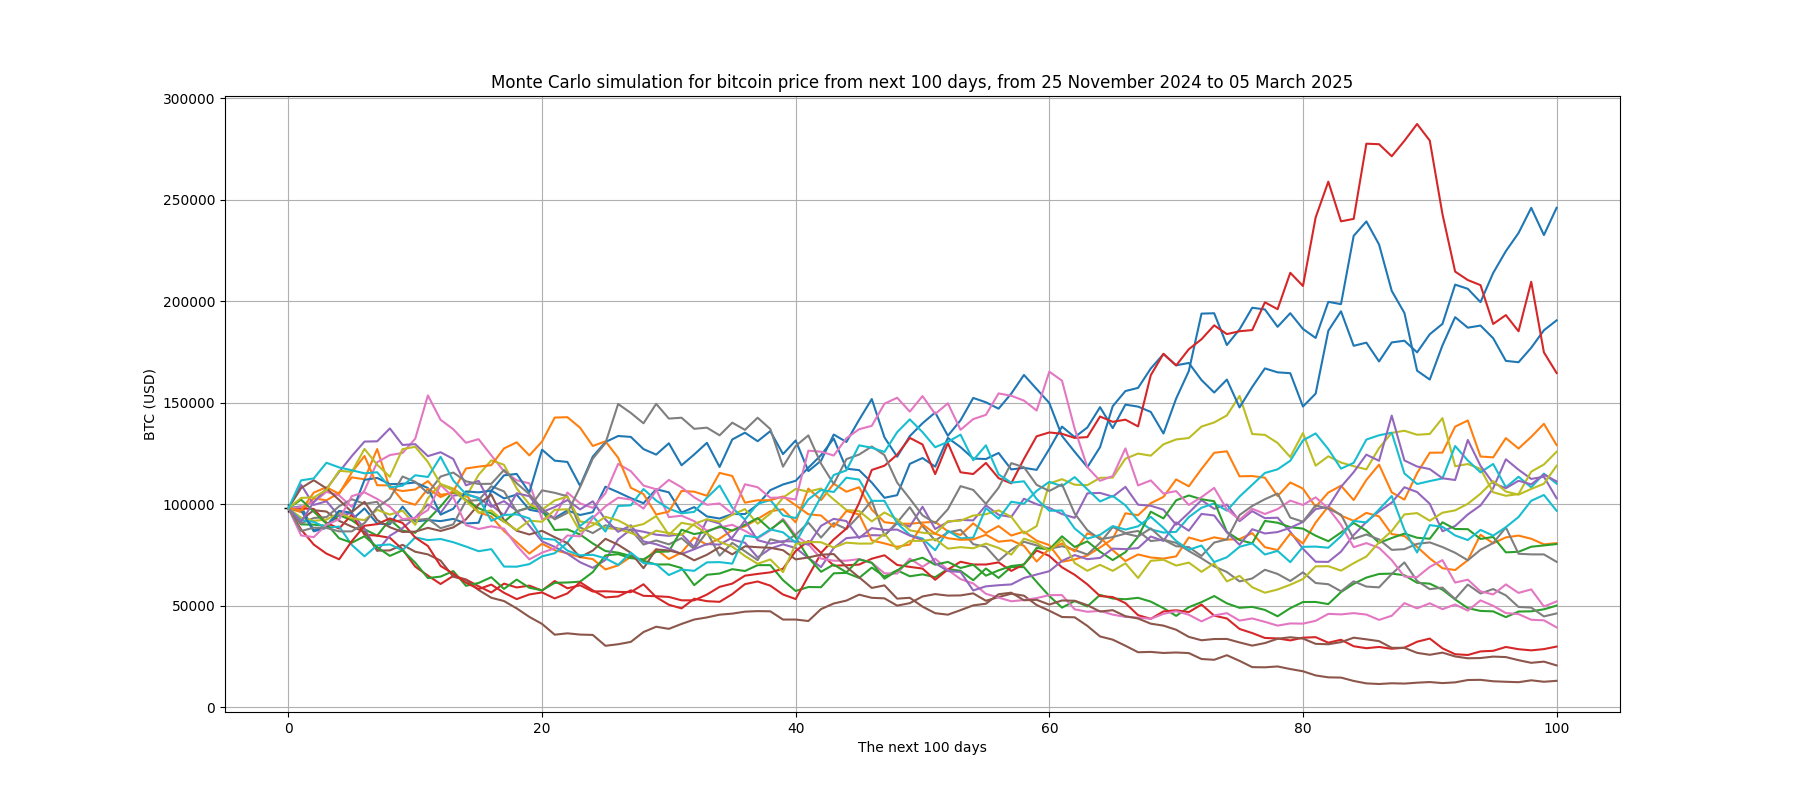 Monte Carlo simulation for bitcoin price from next 100 days, from 25 November 2024 to 05 March 2025
300000
250000
200000
150000
100000
50000
0
BTC (USD)
0 20 40 60 80 100
The next 100 days